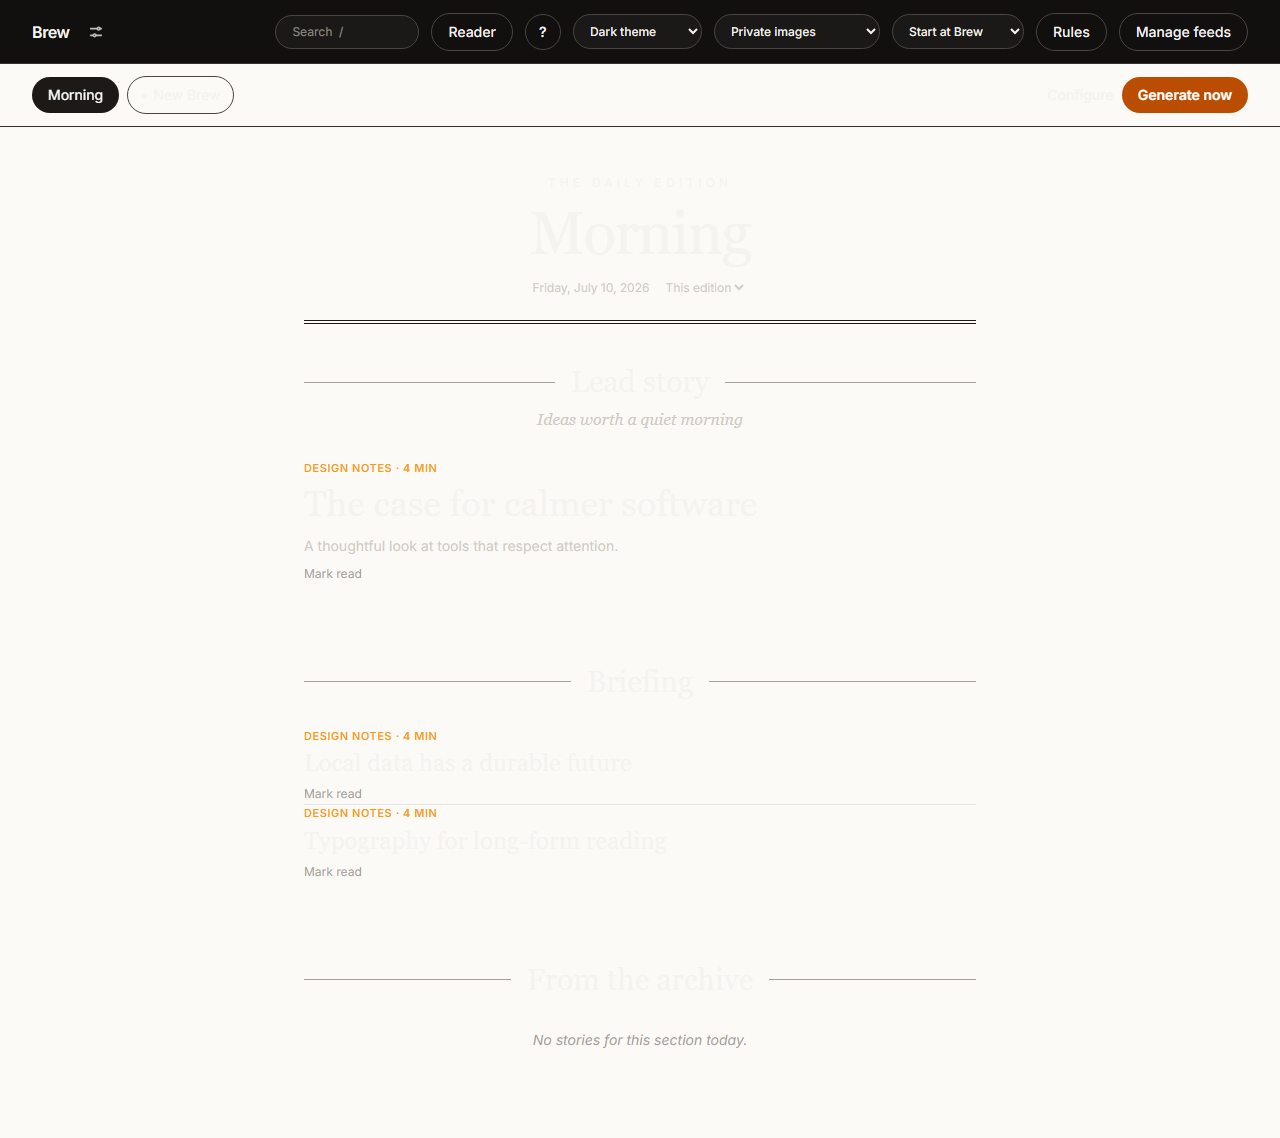 Brew
Search /
Reader
?
Dark theme
Private images
Start at Brew
Rules
Manage feeds
Morning
+ New Brew
Configure
Generate now
THE DAILY EDITION
Morning
Friday, July 10, 2026 This edition
Lead story
Ideas worth a quiet morning
DESIGN NOTES · 4 MIN
The case for calmer software
A thoughtful look at tools that respect attention.
Mark read
Briefing
DESIGN NOTES · 4 MIN
Local data has a durable future
Mark read
DESIGN NOTES · 4 MIN
Typography for long-form reading
Mark read
From the archive
No stories for this section today.